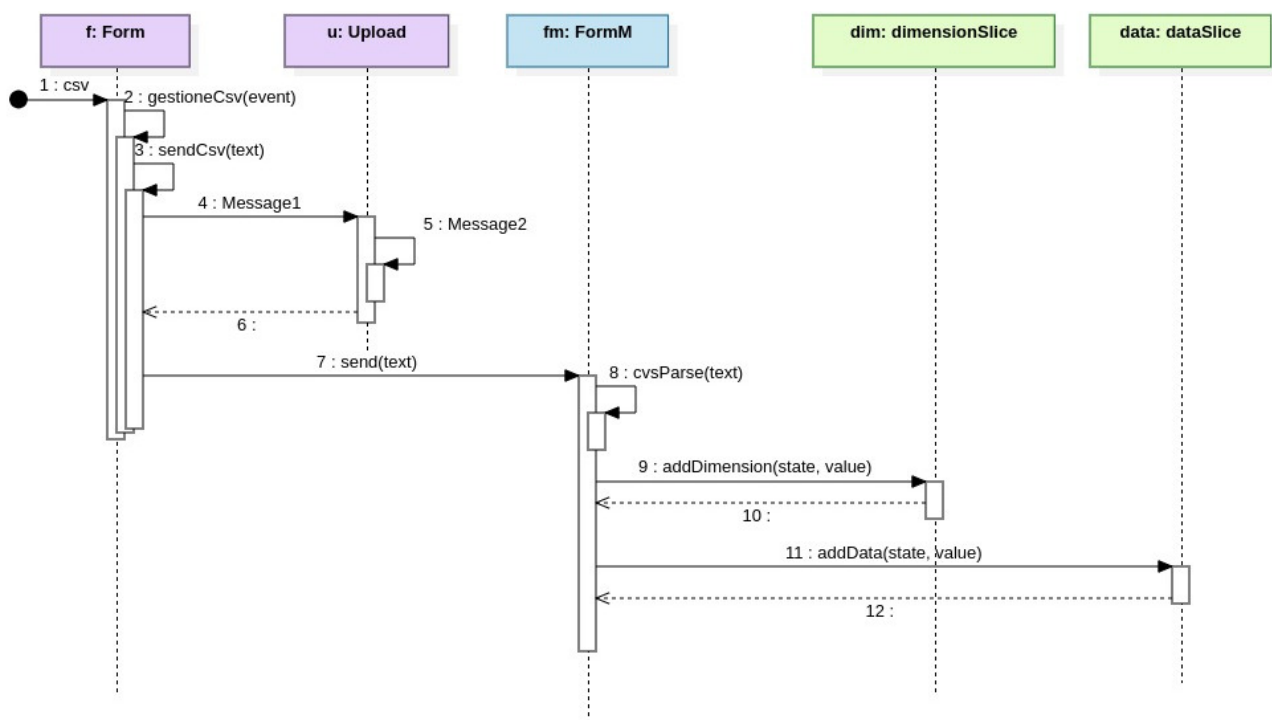 f: Form
u: Upload
fm: FormM
dim: dimensionSlice
data: dataSlice
1 : csv
2 : gestioneCsv(event)
3 : sendCsv(text)
4 : Message1
5 : Message2
6 :
7 : send(text)
8 : cvsParse(text)
9 : addDimension(state, value)
10 :
11 : addData(state, value)
12 :